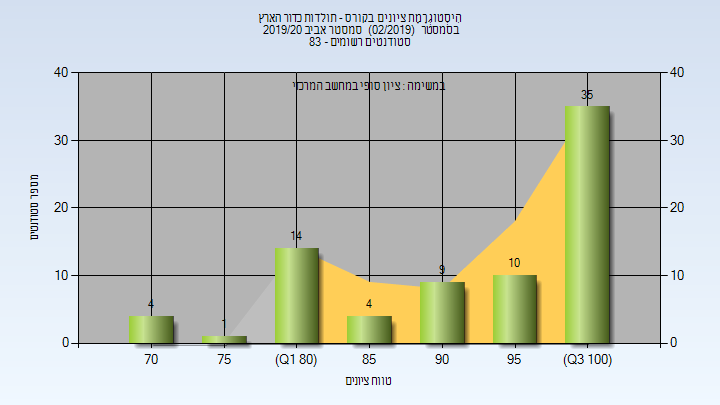 היסטוגרמת ציונים בקורס - תולדות כדור הארץ
בסמסטר (02/2019) סמסטר אביב 2019/20
סטודנטים רשומים - 83
במשימה : ציון סופי במחשב המרכזי
40 40
35
30 30
מספר סטודנטים
20 20
14
10 10
9
4 1 4
0 0
70 75 (Q1 80) 85 90 95 (Q3 100)
10
טווח ציונים